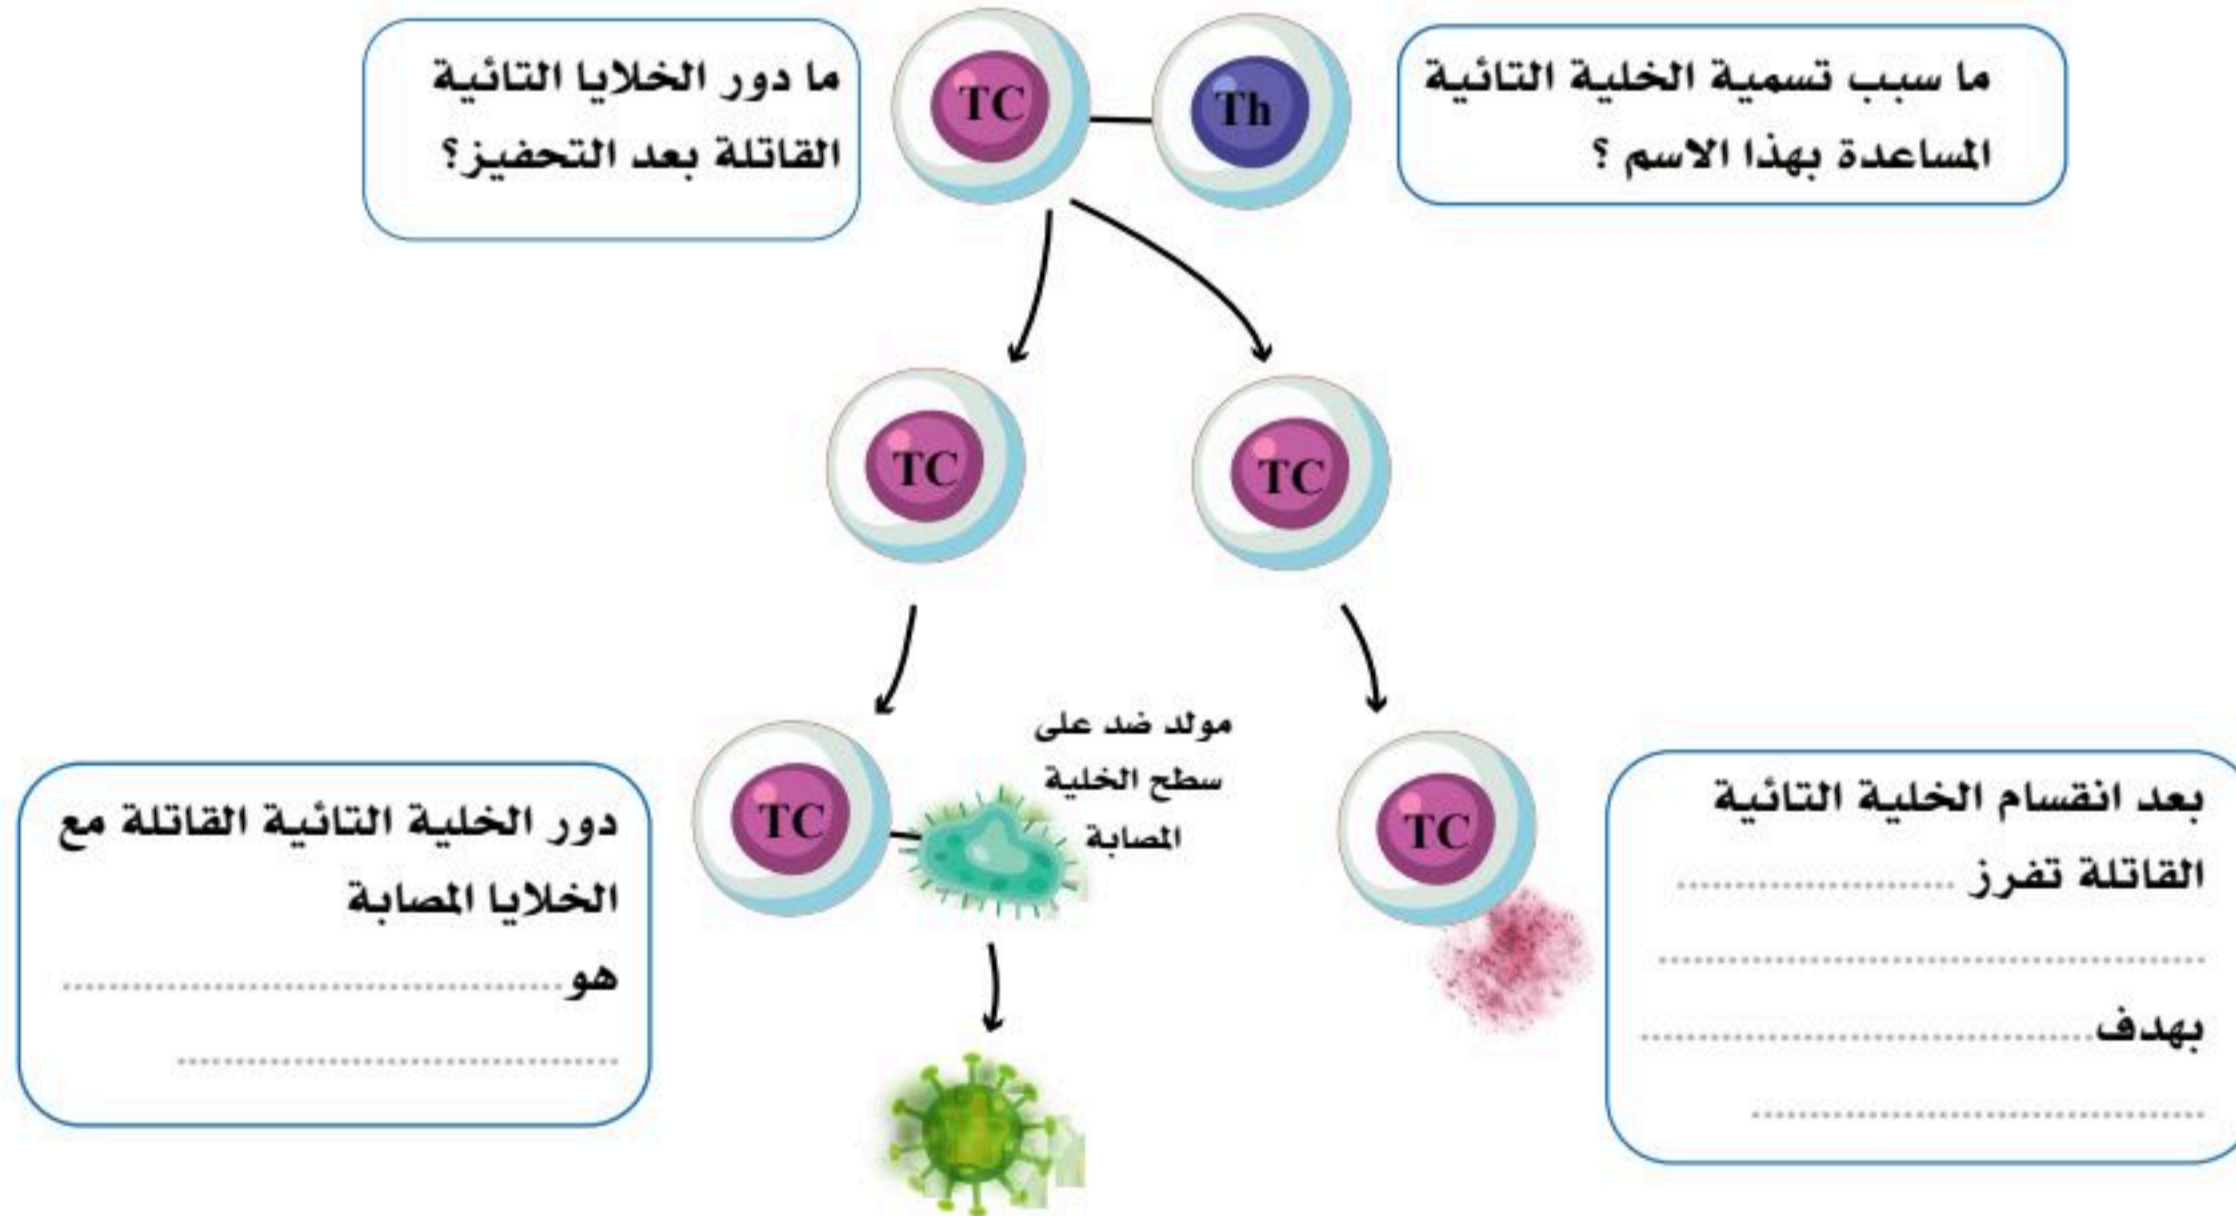 ما سبب تسمية الخلية التائية
المساعدة بهذا الاسم ؟
Th
TC
ما دور الخلايا التائية
القاتلة بعد التحفيز؟
TC
TC
مولد ضد على
سطح الخلية
المصابة
TC
TC
بعد انقسام الخلية التائية
القاتلة تفرز ........................
................................................
بهدف........................................
........................................
دور الخلية التائية القاتلة مع
الخلايا المصابة
هو............................................
........................................